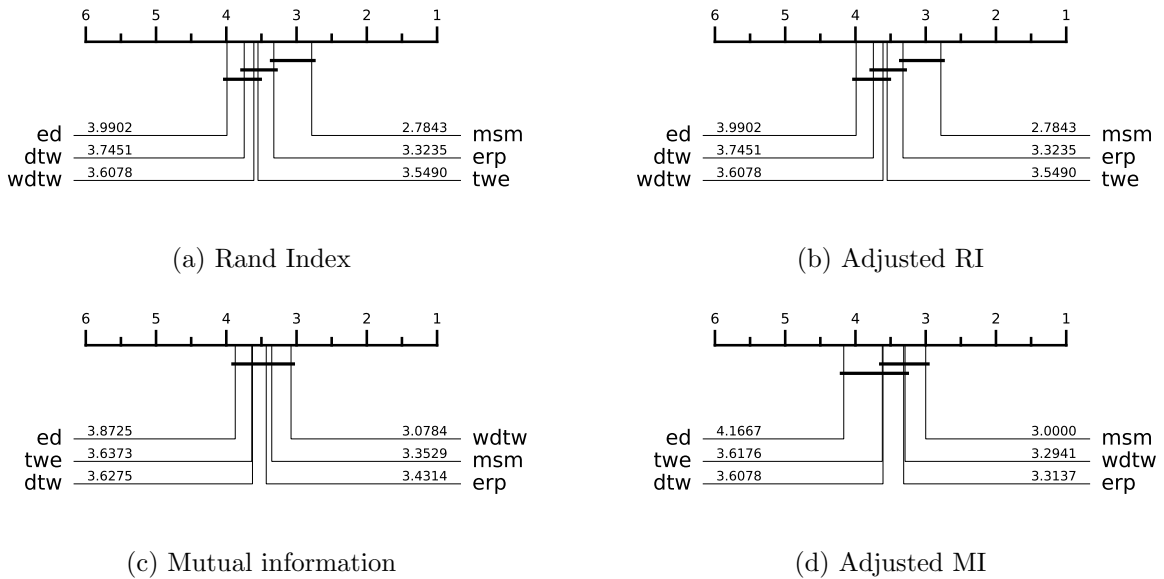 6 5 4 3 2 1
ed 3.9902 2.7843 msm
dtw 3.7451 3.3235 erp
wdtw 3.6078 3.5490 twe
(a) Rand Index
6 5 4 3 2 1
ed 3.9902 2.7843 msm
dtw 3.7451 3.3235 erp
wdtw 3.6078 3.5490 twe
(b) Adjusted RI
6 5 4 3 2 1
ed 3.8725 3.0784 wdtw
twe 3.6373 3.3529 msm
dtw 3.6275 3.4314 erp
(c) Mutual information
6 5 4 3 2 1
ed 4.1667 3.0000 msm
twe 3.6176 3.2941 wdtw
dtw 3.6078 3.3137 erp
(d) Adjusted MI